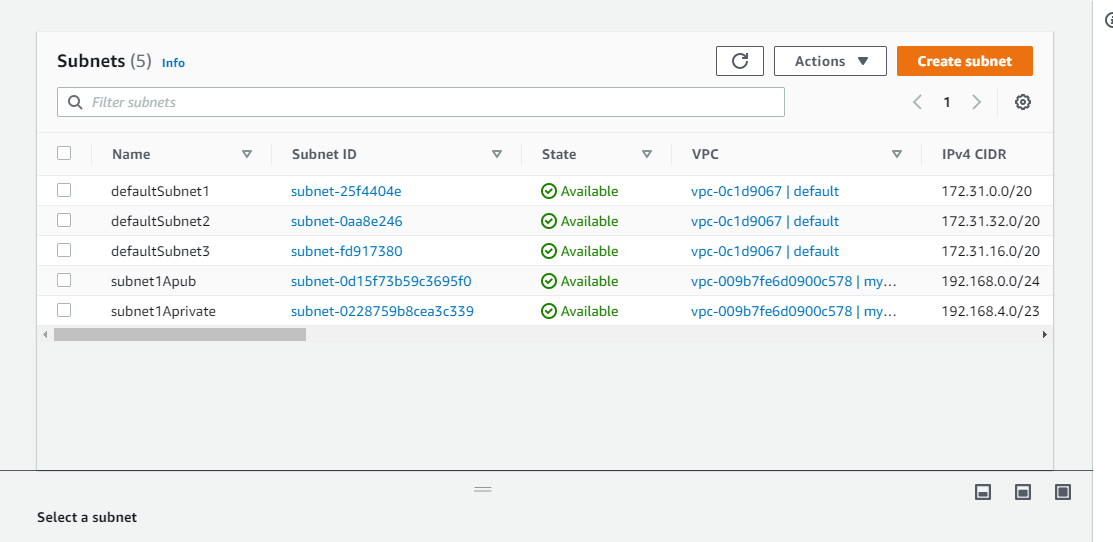 Subnets (5) Info
Actions
Create subnet
Filter subnets
1
Name Subnet ID State VPC IPv4 CIDR
defaultSubnet1 subnet-25f4404e Available vpc-0c1d9067 | default 172.31.0.0/20
defaultSubnet2 subnet-0aa8e246 Available vpc-0c1d9067 | default 172.31.32.0/20
defaultSubnet3 subnet-fd917380 Available vpc-0c1d9067 | default 172.31.16.0/20
subnet1Apub subnet-0d15f73b59c3695f0 Available vpc-009b7fe6d0900c578 | my... 192.168.0.0/24
subnet1Aprivate subnet-0228759b8cea3c339 Available vpc-009b7fe6d0900c578 | my... 192.168.4.0/23
Select a subnet